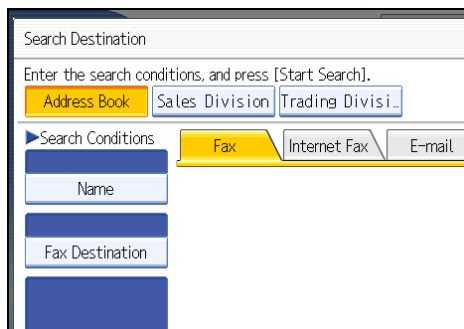 Search Destination
Enter the search conditions, and press [Start Search].
Address Book Sales Division Trading Divisi...
Search Conditions Fax Internet Fax E-mail
Name
Fax Destination